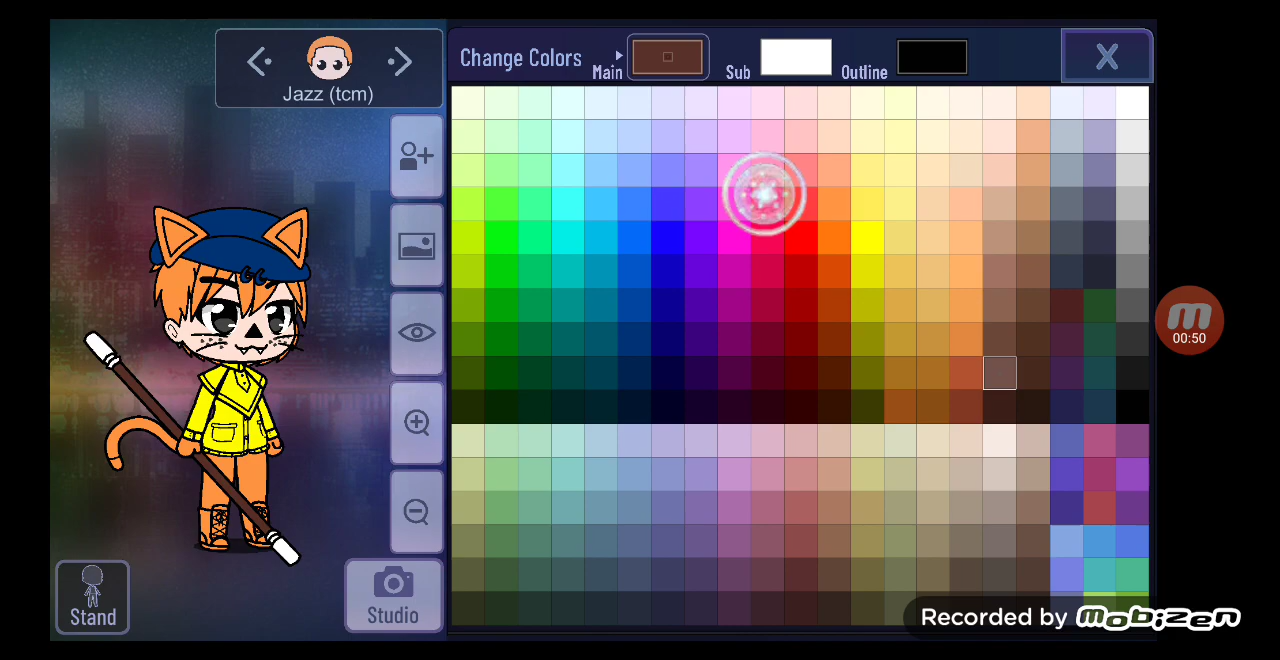 Jazz (tcm)
Change Colors
Main
Sub
Outline
00:50
Stand
Studio
Recorded by mobizen